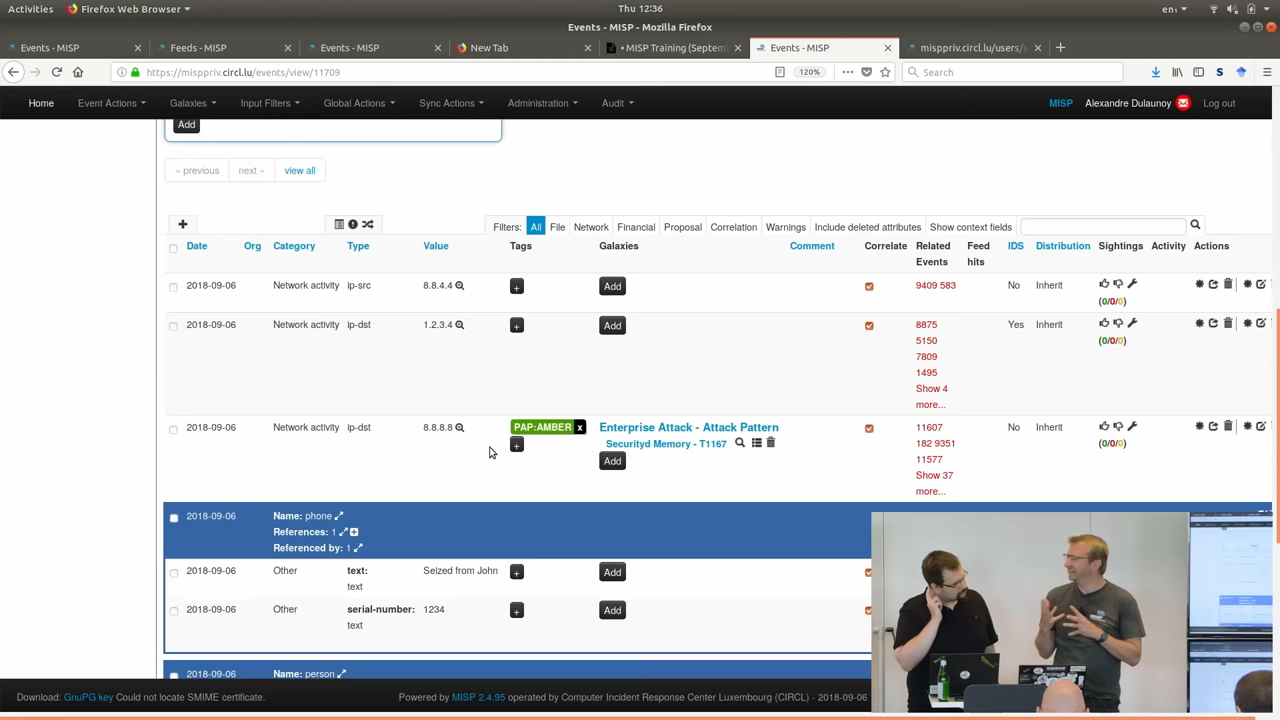 Activities Firefox Web Browser Thu 12:36 en1
Events - MISP - Mozilla Firefox
Events - MISP × Feeds - MISP × Events - MISP × New Tab × • MISP Training (Septem × Events - MISP × misppriv.circl.lu/users/ ×
https://misppriv.circl.lu/events/view/11709 120% Search
Home Event Actions Galaxies Input Filters Global Actions Sync Actions Administration Audit MISP Alexandre Dulaunoy Log out
Add
« previous next » view all
Filters: All File Network Financial Proposal Correlation Warnings Include deleted attributes Show context fields
Date Org Category Type Value Tags Galaxies Comment Correlate Related Events Feed hits IDS Distribution Sightings Activity Actions
2018-09-06 Network activity ip-src 8.8.4.4 + Add 9409 583 No Inherit
(0/0/0)
2018-09-06 Network activity ip-dst 1.2.3.4 + Add 8875 Yes Inherit
5150 (0/0/0)
7809
1495
Show 4
more...
2018-09-06 Network activity ip-dst 8.8.8.8 PAP:AMBER x Enterprise Attack - Attack Pattern 11607 No Inherit
+ Securityd Memory - T1167 182 9351 (0/0/0)
Add 11577
Show 37
more...
2018-09-06 Name: phone
References: 1
Referenced by: 1
2018-09-06 Other text: Seized from John + Add
text
2018-09-06 Other serial-number: 1234 + Add
text
2018-09-06 Name: person
Download: GnuPG key Could not locate SMIME certificate. Powered by MISP 2.4.95 operated by Computer Incident Response Center Luxembourg (CIRCL) - 2018-09-06